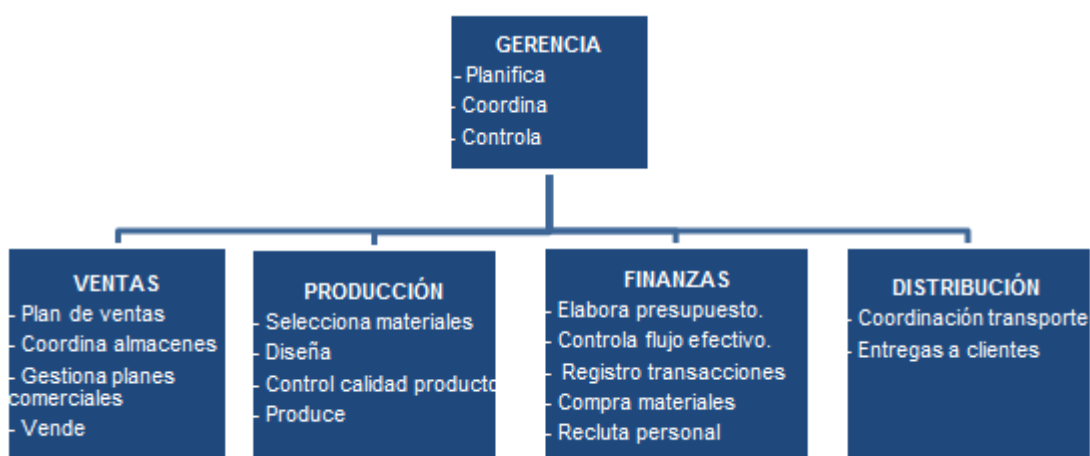 GERENCIA
- Planifica
- Coordina
- Controla
VENTAS
- Plan de ventas
- Coordina almacenes
- Gestiona planes
comerciales
- Vende
PRODUCCIÓN
- Selecciona materiales
- Diseña
- Control calidad producto
- Produce
FINANZAS
- Elabora presupuesto.
- Controla flujo efectivo.
- Registro transacciones
- Compra materiales
- Recluta personal
DISTRIBUCIÓN
- Coordinación transporte
- Entregas a clientes